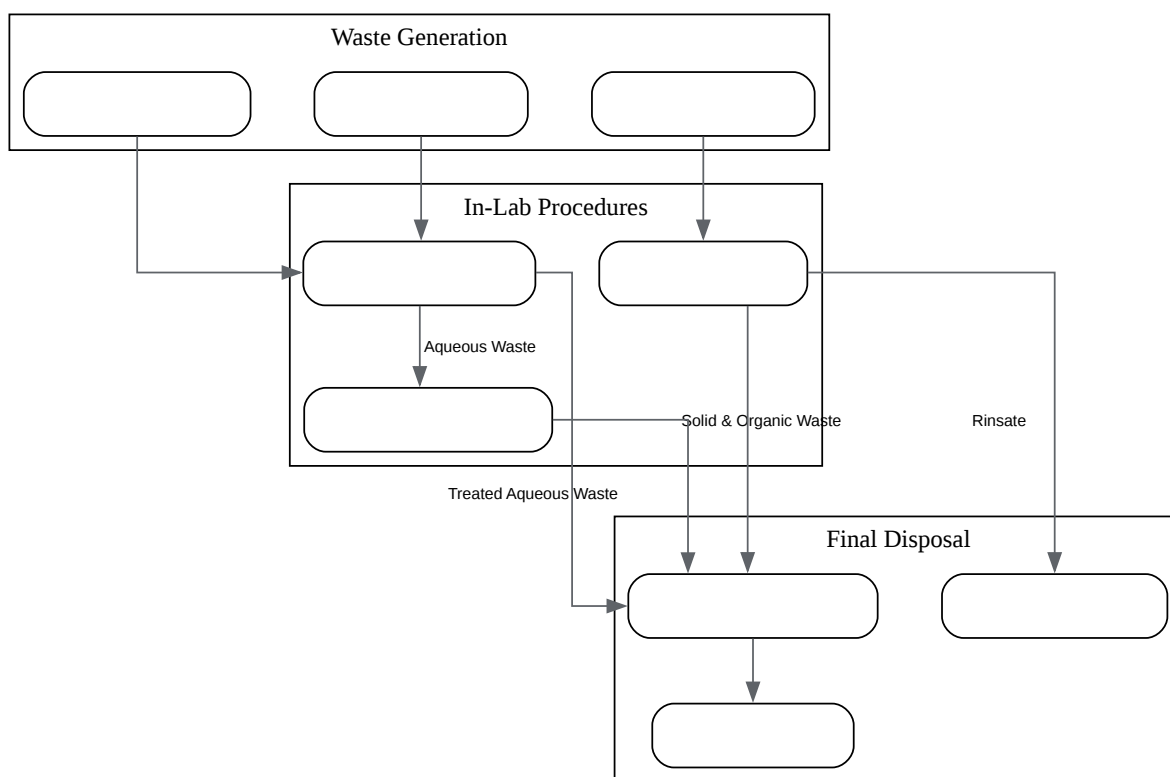 Waste Generation
In-Lab Procedures
Aqueous Waste
Solid & Organic Waste
Rinsate
Treated Aqueous Waste
Final Disposal